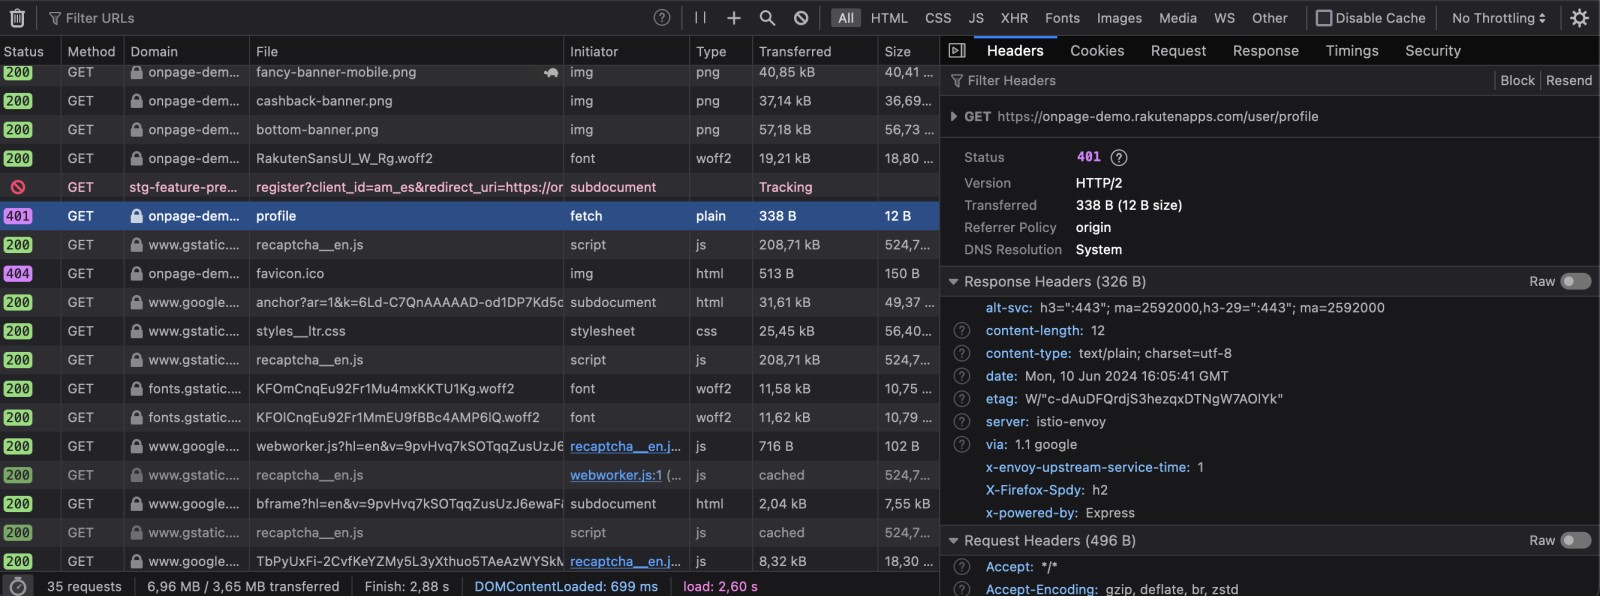 Filter URLs ? All HTML CSS JS XHR Fonts Images Media WS Other Disable Cache No Throttling
Status Method Domain File Initiator Type Transferred Size
200 GET onpage-dem... fancy-banner-mobile.png img png 40,85 kB 40,41 ...
200 GET onpage-dem... cashback-banner.png img png 37,14 kB 36,69...
200 GET onpage-dem... bottom-banner.png img png 57,18 kB 56,73 ...
200 GET onpage-dem... RakutenSansUI_W_Rg.woff2 font woff2 19,21 kB 18,80 ...
GET stg-feature-pre... register?client_id=am_es&redirect_uri=https://or subdocument Tracking
401 GET onpage-dem... profile fetch plain 338 B 12 B
200 GET www.gstatic.... recaptcha__en.js script js 208,71 kB 524,7...
404 GET onpage-dem... favicon.ico img html 513 B 150 B
200 GET www.google.... anchor?ar=1&k=6Ld-C7QnAAAAAD-od1DP7Kd5c subdocument html 31,61 kB 49,37 ...
200 GET www.gstatic.... styles__ltr.css stylesheet css 25,45 kB 56,40...
200 GET www.gstatic.... recaptcha__en.js script js 208,71 kB 524,7...
200 GET fonts.gstatic.... KFOmCnqEu92Fr1Mu4mxKKTU1Kg.woff2 font woff2 11,58 kB 10,75 ...
200 GET fonts.gstatic.... KFOlCnqEu92Fr1MmEU9fBBc4AMP6lQ.woff2 font woff2 11,62 kB 10,79 ...
200 GET www.google.... webworker.js?hl=en&v=9pvHvq7kSOTqqZusUzJ6 recaptcha__en.j... js 716 B 102 B
200 GET www.gstatic.... recaptcha__en.js webworker.js:1 (... js cached 524,7...
200 GET www.google.... bframe?hl=en&v=9pvHvq7kSOTqqZusUzJ6ewaF& subdocument html 2,04 kB 7,55 kB
200 GET www.gstatic.... recaptcha__en.js script js cached 524,7...
200 GET www.google.... TbPyUxFi-2CvfKeYZMy5L3yXthuo5TAeAzWYSkM recaptcha__en.j... js 8,32 kB 18,30 ...
35 requests 6,96 MB / 3,65 MB transferred Finish: 2,88 s DOMContentLoaded: 699 ms load: 2,60 s
Headers Cookies Request Response Timings Security
Filter Headers Block Resend
GET https://onpage-demo.rakutenapps.com/user/profile
Status 401 ?
Version HTTP/2
Transferred 338 B (12 B size)
Referrer Policy origin
DNS Resolution System
Response Headers (326 B) Raw
alt-svc: h3=":443"; ma=2592000,h3-29=":443"; ma=2592000
? content-length: 12
? content-type: text/plain; charset=utf-8
? date: Mon, 10 Jun 2024 16:05:41 GMT
? etag: W/"c-dAuDFQrdjS3hezqxDTNgW7AOlYk"
? server: istio-envoy
? via: 1.1 google
x-envoy-upstream-service-time: 1
X-Firefox-Spdy: h2
x-powered-by: Express
Request Headers (496 B) Raw
? Accept: */*
? Accept-Encoding: gzip, deflate, br, zstd